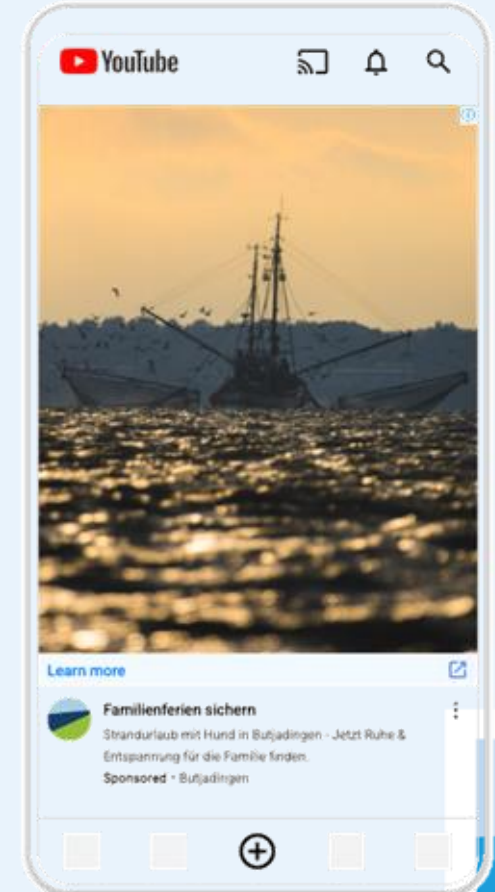 YouTube
Learn more
Familienferien sichern
Strandurlaub mit Hund in Butjadingen - Jetzt Ruhe &
Entspannung für die Familie finden.
Sponsored • Butjadingen